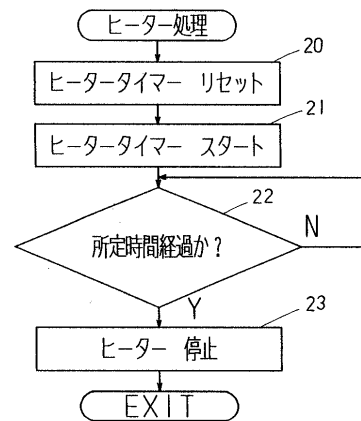 ヒーター処理
20
ヒータータイマー リセット
21
ヒータータイマー スタート
22
所定時間経過か?
N
Y
23
ヒーター 停止
EXIT